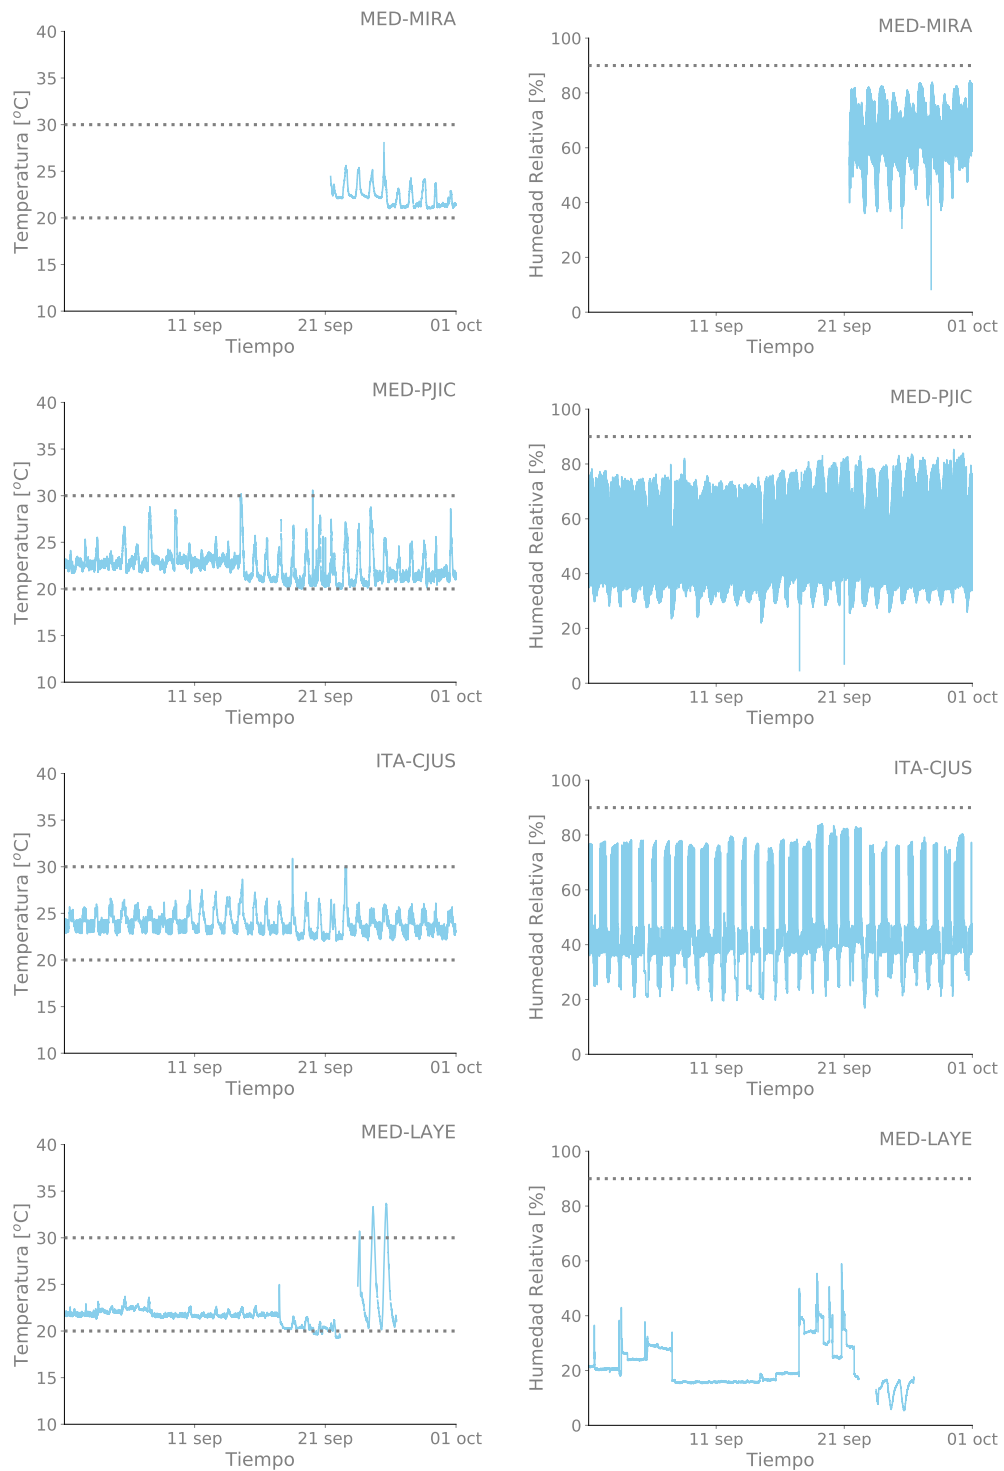 MED-MIRA
Temperatura [°C]
40
35
30
25
20
15
10
11 sep 21 sep 01 oct
Tiempo
MED-MIRA
Humedad Relativa [%]
100
80
60
40
20
0
11 sep 21 sep 01 oct
Tiempo
MED-PJIC
Temperatura [°C]
40
35
30
25
20
15
10
11 sep 21 sep 01 oct
Tiempo
MED-PJIC
Humedad Relativa [%]
100
80
60
40
20
0
11 sep 21 sep 01 oct
Tiempo
ITA-CJUS
Temperatura [°C]
40
35
30
25
20
15
10
11 sep 21 sep 01 oct
Tiempo
ITA-CJUS
Humedad Relativa [%]
100
80
60
40
20
0
11 sep 21 sep 01 oct
Tiempo
MED-LAYE
Temperatura [°C]
40
35
30
25
20
15
10
11 sep 21 sep 01 oct
Tiempo
MED-LAYE
Humedad Relativa [%]
100
80
60
40
20
0
11 sep 21 sep 01 oct
Tiempo